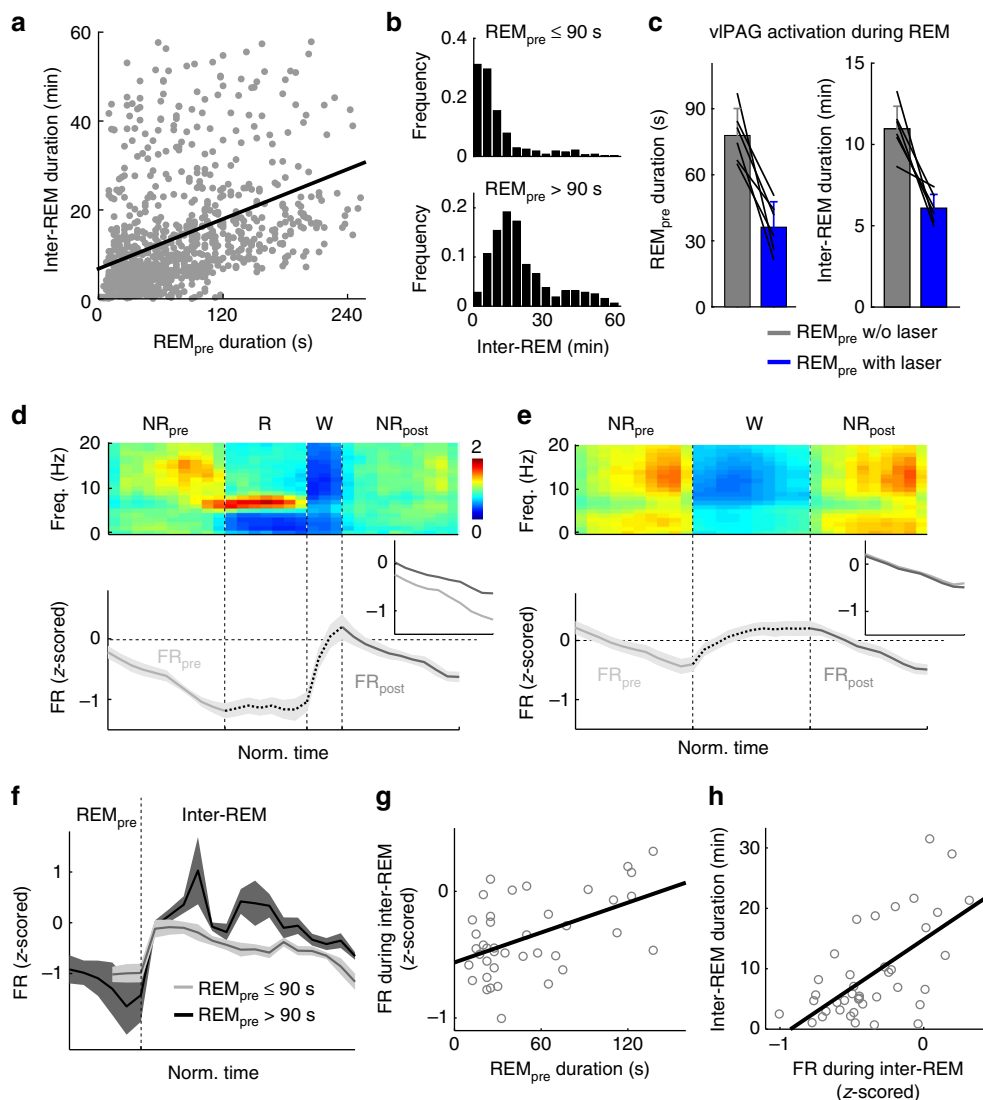 a
60
40
20
0
Inter-REM duration (min)
0 120 240
REMpre duration (s)
b
REMpre ≤ 90 s
0.4
0.2
0
Frequency
REMpre > 90 s
0.2
0.1
0
Frequency
0 30 60
Inter-REM (min)
c
vlPAG activation during REM
90
60
30
0
REMpre duration (s)
15
10
5
0
Inter-REM duration (min)
REMpre w/o laser
REMpre with laser
d
NRpre R W NRpost
20
10
0
Freq. (Hz)
2
0
0
−1
0
−1
FR (z-scored)
FRpre
FRpost
Norm. time
e
NRpre W NRpost
20
10
0
Freq. (Hz)
0
−1
0
−1
FR (z-scored)
FRpre
FRpost
Norm. time
f
REMpre Inter-REM
1
0
−1
FR (z-scored)
REMpre ≤ 90 s
REMpre > 90 s
Norm. time
g
0
−1
FR during inter-REM
(z-scored)
0 60 120
REMpre duration (s)
h
30
20
10
0
Inter-REM duration (min)
−1 0
FR during inter-REM
(z-scored)